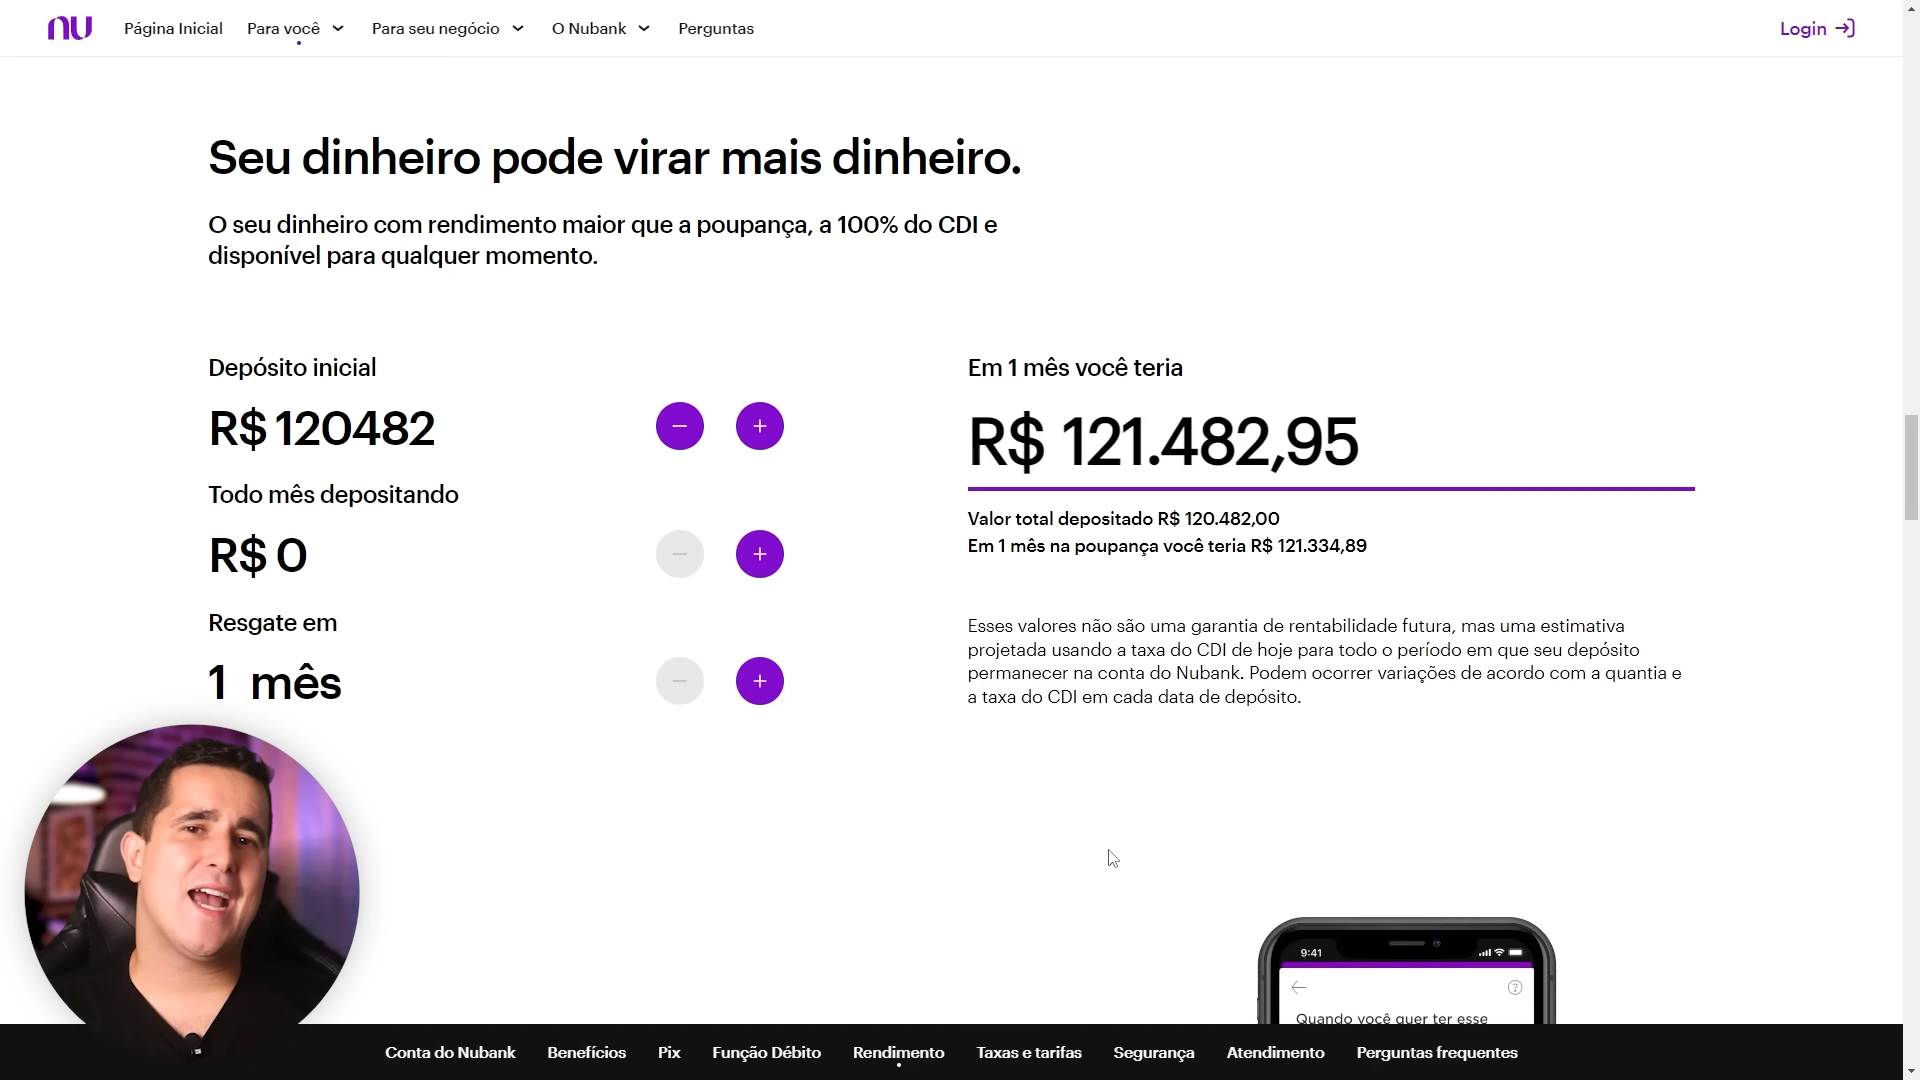 nu Página Inicial Para você Para seu negócio O Nubank Perguntas Login
Seu dinheiro pode virar mais dinheiro.
O seu dinheiro com rendimento maior que a poupança, a 100% do CDI e
disponível para qualquer momento.
Depósito inicial
R$ 120482
Todo mês depositando
R$ 0
Resgate em
1 mês
Em 1 mês você teria
R$ 121.482,95
Valor total depositado R$ 120.482,00
Em 1 mês na poupança você teria R$ 121.334,89
Esses valores não são uma garantia de rentabilidade futura, mas uma estimativa
projetada usando a taxa do CDI de hoje para todo o período em que seu depósito
permanecer na conta do Nubank. Podem ocorrer variações de acordo com a quantia e
a taxa do CDI em cada data de depósito.
9:41
Quando você quer ter esse
Conta do Nubank Benefícios Pix Função Débito Rendimento Taxas e tarifas Segurança Atendimento Perguntas frequentes